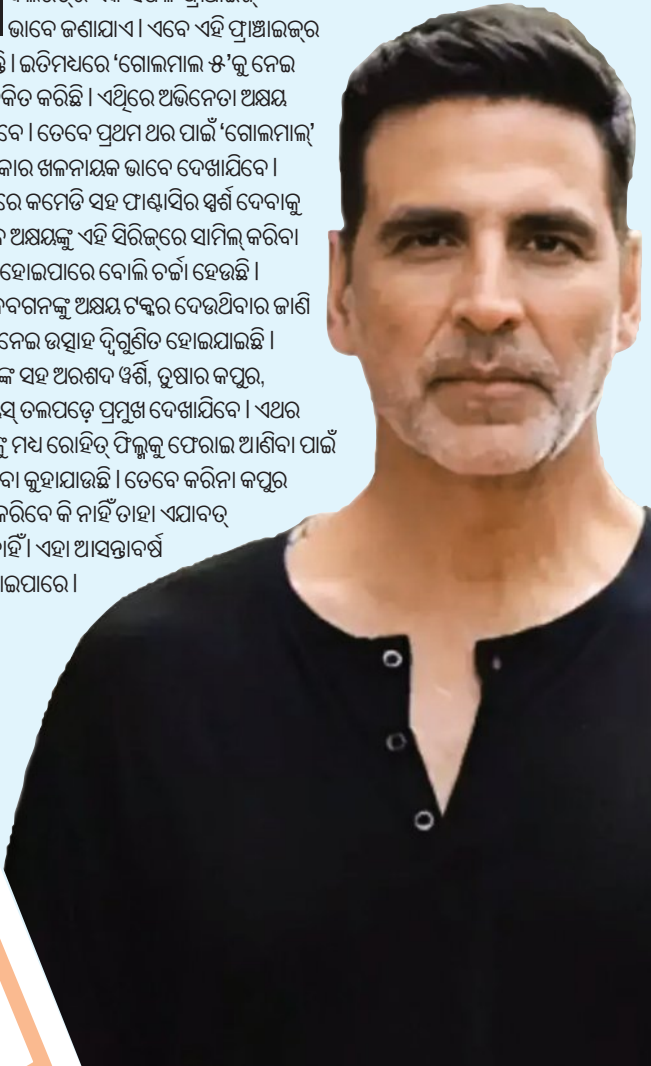 ଭାବେ ଜଣାଯାଏ । ଏବେ ଏହି ଫ୍ରାଞ୍ଚାଇଜ୍‌ର
ଇତିମଧ୍ୟରେ ‘ଗୋଲମାଲ ୫’କୁ ନେଇ
କରିଛି । ଏଥିରେ ଅଭିନେତା ଅକ୍ଷୟ
ତେବେ ପ୍ରଥମ ଥର ପାଇଁ ‘ଗୋଲମାଲ୍’
ଖଳନାୟକ ଭାବେ ଦେଖାଯିବେ ।
କମେଡି ସହ ଫାଣ୍ଟାସିର ସ୍ପର୍ଶ ଦେବାକୁ
ଅକ୍ଷୟଙ୍କୁ ଏହି ସିରିଜ୍‌ରେ ସାମିଲ୍ କରିବା
ହୋଇପାରେ ବୋଲି ଚର୍ଚ୍ଚା ହେଉଛି ।
ଅକ୍ଷୟ ଟକ୍କର ଦେଉଥିବାର ଜାଣି
ନେଇ ଉତ୍ସାହ ଦ୍ୱିଗୁଣିତ ହୋଇଯାଇଛି ।
ସହ ଅରଶଦ ୱର୍ଶି, ତୁଷାର କପୁର,
ତଲପଡ଼େ ପ୍ରମୁଖ ଦେଖାଯିବେ । ଏଥର
ମଧ୍ୟ ରୋହିତ୍ ଫିଲ୍ମକୁ ଫେରାଇ ଆଣିବା ପାଇଁ
କୁହାଯାଉଛି । ତେବେ କରିନା କପୁର
କରିବେ କି ନାହିଁ ତାହା ଏଯାବତ୍
ଏହା ଆସନ୍ତାବର୍ଷ